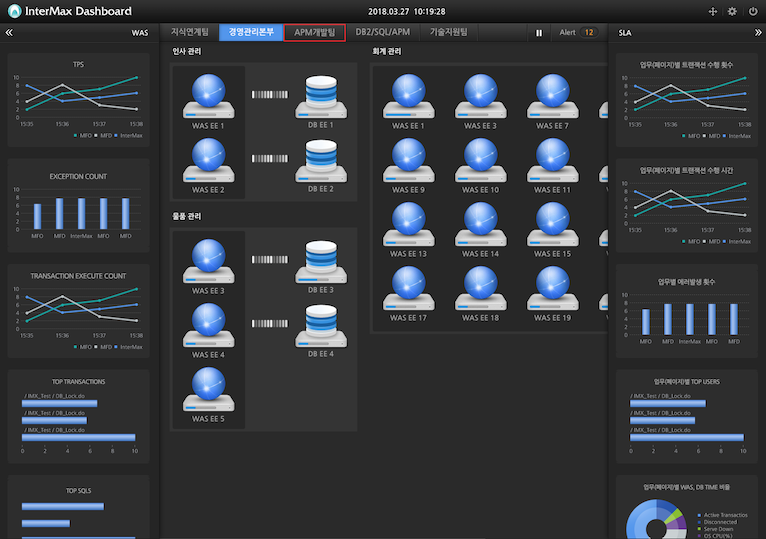 InterMax Dashboard
2018.03.27 10:19:28
WAS
지식연계팀
경영관리본부
APM개발팀
DB2/SQL/APM
기술지원팀
Alert 12
SLA
TPS
10
8
6
4
2
0
15:35 15:36 15:37 15:38
MFO MFD InterMax
EXCEPTION COUNT
10
8
6
4
2
0
MFO MFD InterMax MFO MFD
TRANSACTION EXECUTE COUNT
10
8
6
4
2
0
15:35 15:36 15:37 15:38
MFO MFD InterMax
TOP TRANSACTIONS
/ IMX_Test / DB_Lock.do
/ IMX_Test / DB_Lock.do
/ IMX_Test / DB_Lock.do
0 2 4 6 8 10
TOP SQLS
인사 관리
WAS EE 1
DB EE 1
WAS EE 2
DB EE 2
물품 관리
WAS EE 3
DB EE 3
WAS EE 4
DB EE 4
WAS EE 5
회계 관리
WAS EE 1 WAS EE 3 WAS EE 7
WAS EE 9 WAS EE 10 WAS EE 11
WAS EE 13 WAS EE 14 WAS EE 15
WAS EE 17 WAS EE 18 WAS EE 19
업무(페이지)별 트랜잭션 수행 횟수
10
8
6
4
2
0
15:35 15:36 15:37 15:38
MFO MFD InterMax
업무(페이지)별 트랜잭션 수행 시간
10
8
6
4
2
0
15:35 15:36 15:37 15:38
MFO MFD InterMax
업무별 에러발생 횟수
10
8
6
4
2
0
MFO MFD InterMax MFO MFD
업무(페이지)별 TOP USERS
/ IMX_Test / DB_Lock.do
/ IMX_Test / DB_Lock.do
/ IMX_Test / DB_Lock.do
0 2 4 6 8 10
업무(페이지)별 WAS, DB TIME 비율
Active Transactios
Disconnected
Serve Down
OS CPU(%)